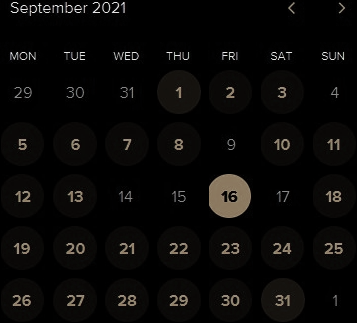 September 2021
MON TUE WED THU FRI SAT SUN
29 30 31 1 2 3 4
5 6 7 8 9 10 11
12 13 14 15 16 17 18
19 20 21 22 23 24 25
26 27 28 29 30 31 1